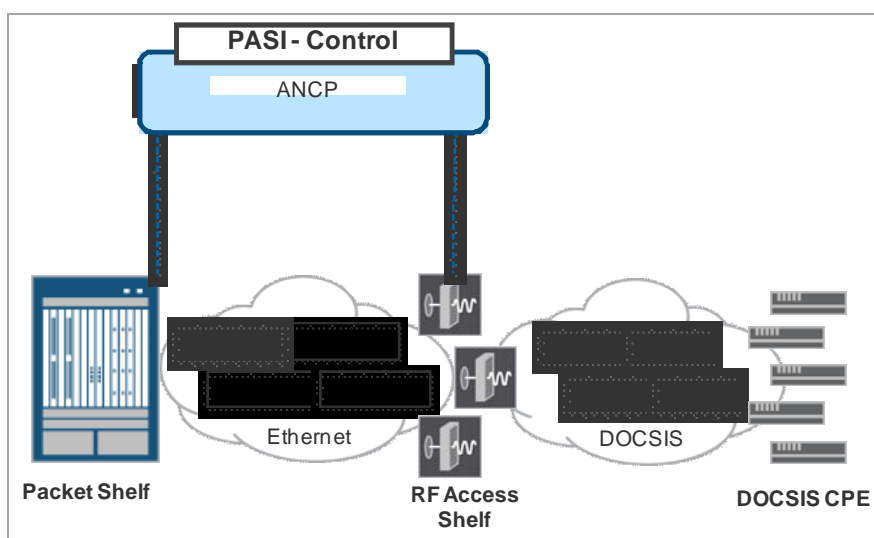 PASI - Control
ANCP
Ethernet
DOCSIS
Packet Shelf
RF Access
Shelf
DOCSIS CPE